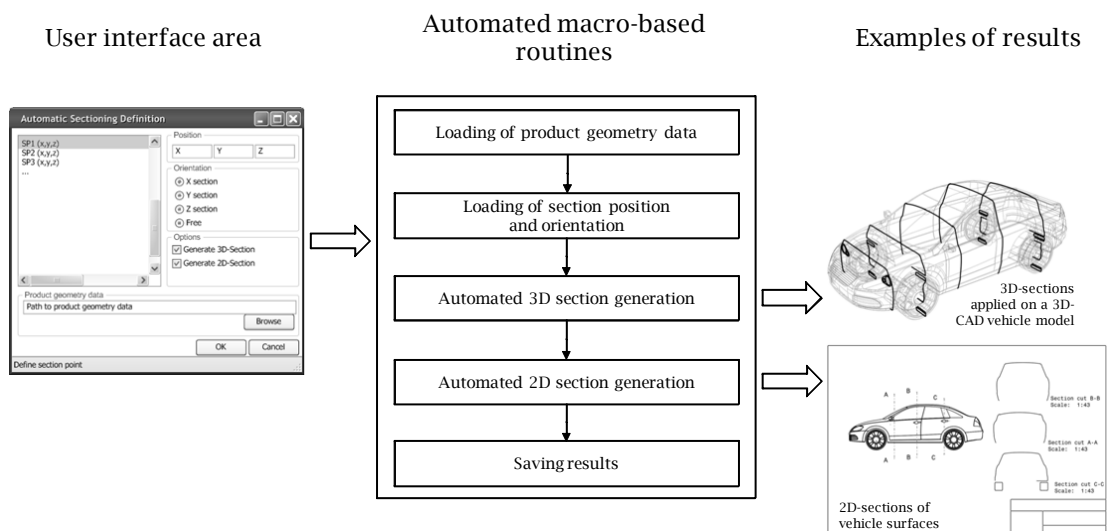 User interface area
Automated macro-based
routines
Examples of results
Automatic Sectioning Definition
SP1 (x,y,z)
SP2 (x,y,z)
SP3 (x,y,z)
...
Position
X Y Z
Orientation
X section
Y section
Z section
Free
Options
Generate 3D-Section
Generate 2D-Section
Product geometry data
Path to product geometry data
Browse
OK Cancel
Define section point
Loading of product geometry data
Loading of section position
and orientation
Automated 3D section generation
Automated 2D section generation
Saving results
3D-sections
applied on a 3D-
CAD vehicle model
A B C
A B C
Section cut B-B
Scale: 1:43
Section cut A-A
Scale: 1:43
Section cut C-C
Scale: 1:43
2D-sections of
vehicle surfaces